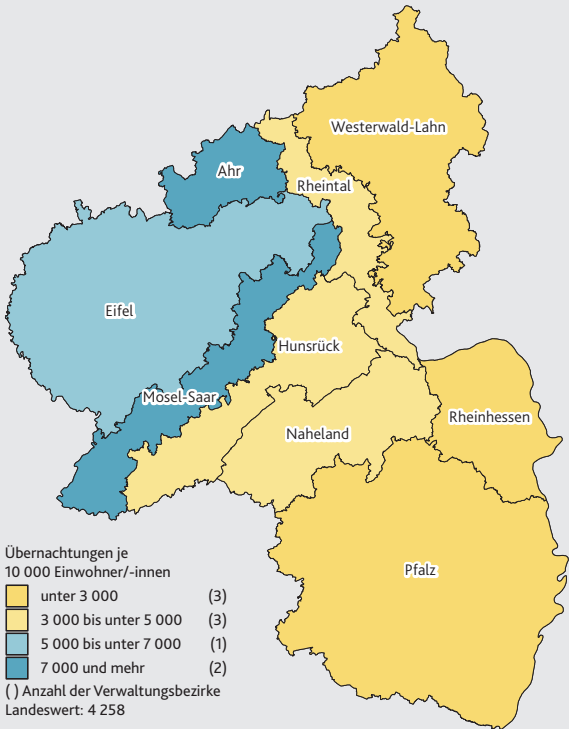 Westerwald-Lahn
Ahr
Rheintal
Eifel
Hunsrück
Mosel-Saar
Rheinhessen
Naheland
Pfalz
Übernachtungen je
10 000 Einwohner/-innen
unter 3 000 (3)
3 000 bis unter 5 000 (3)
5 000 bis unter 7 000 (1)
7 000 und mehr (2)
( ) Anzahl der Verwaltungsbezirke
Landeswert: 4 258